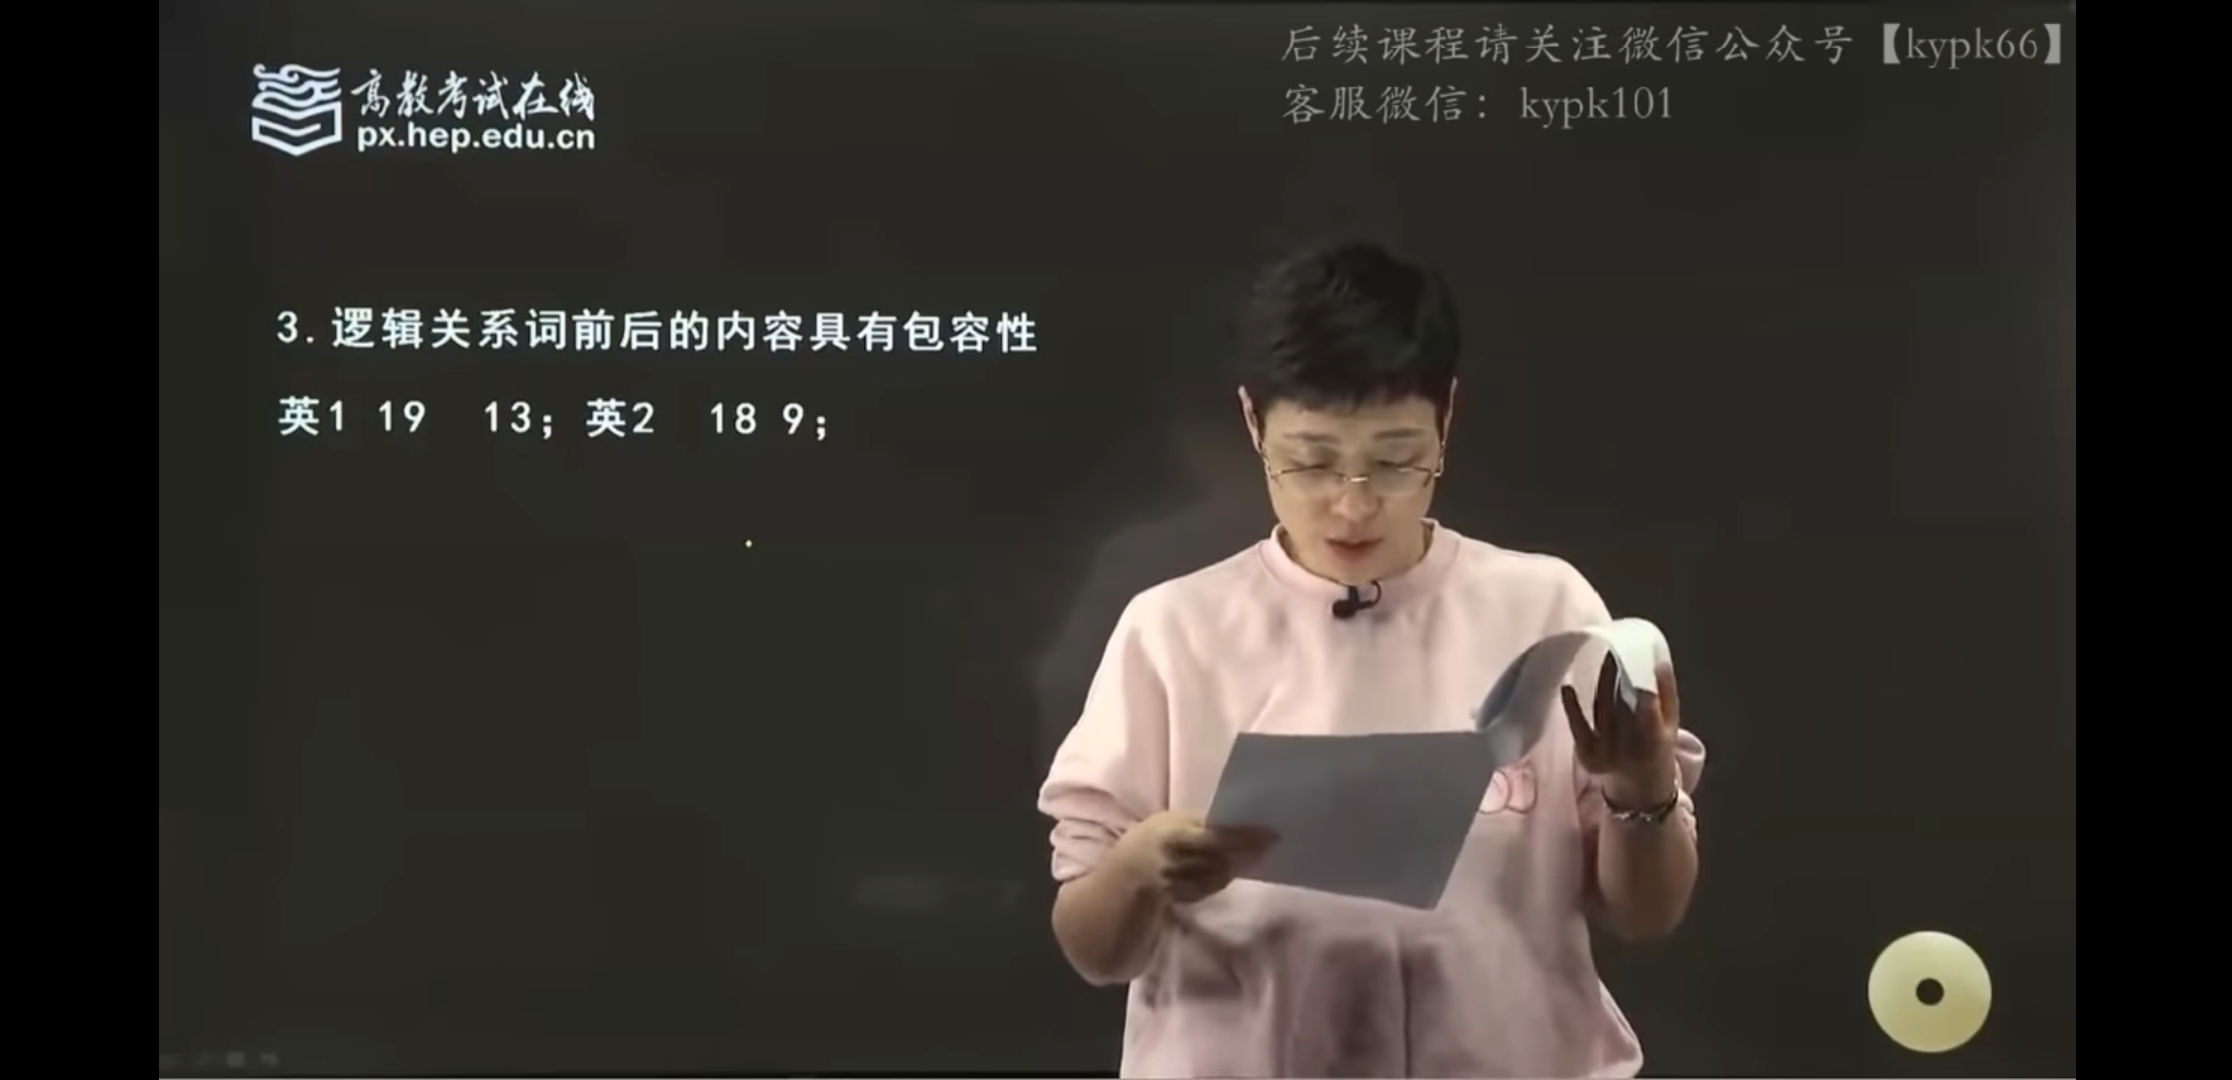 后续课程请关注微信公众号【kypk66】
客服微信：kypk101
高教考试在线
px.hep.edu.cn
3.逻辑关系词前后的内容具有包容性
英1 19 13；英2 18 9；